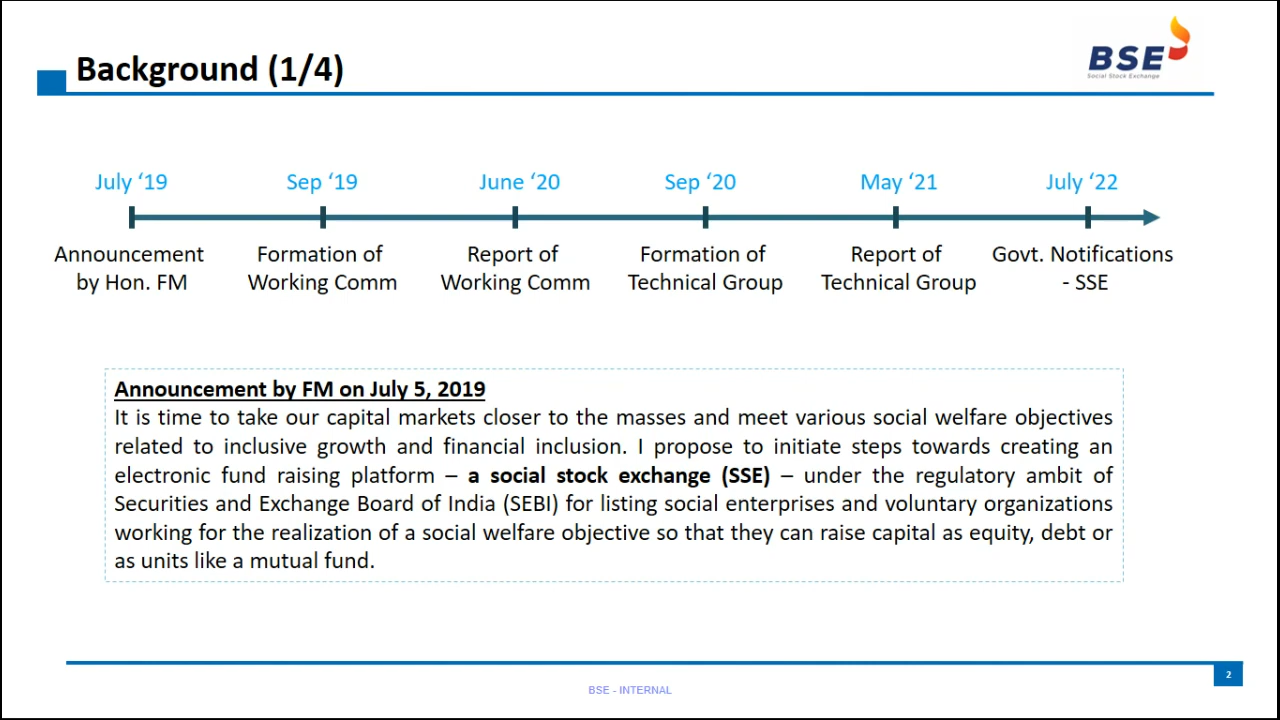 Background (1/4)
BSE
Social Stock Exchange
July ‘19
Sep ‘19
June ‘20
Sep ‘20
May ‘21
July ‘22
Announcement
by Hon. FM
Formation of
Working Comm
Report of
Working Comm
Formation of
Technical Group
Report of
Technical Group
Govt. Notifications
- SSE
Announcement by FM on July 5, 2019
It is time to take our capital markets closer to the masses and meet various social welfare objectives
related to inclusive growth and financial inclusion. I propose to initiate steps towards creating an
electronic fund raising platform – a social stock exchange (SSE) – under the regulatory ambit of
Securities and Exchange Board of India (SEBI) for listing social enterprises and voluntary organizations
working for the realization of a social welfare objective so that they can raise capital as equity, debt or
as units like a mutual fund.
2
BSE - INTERNAL